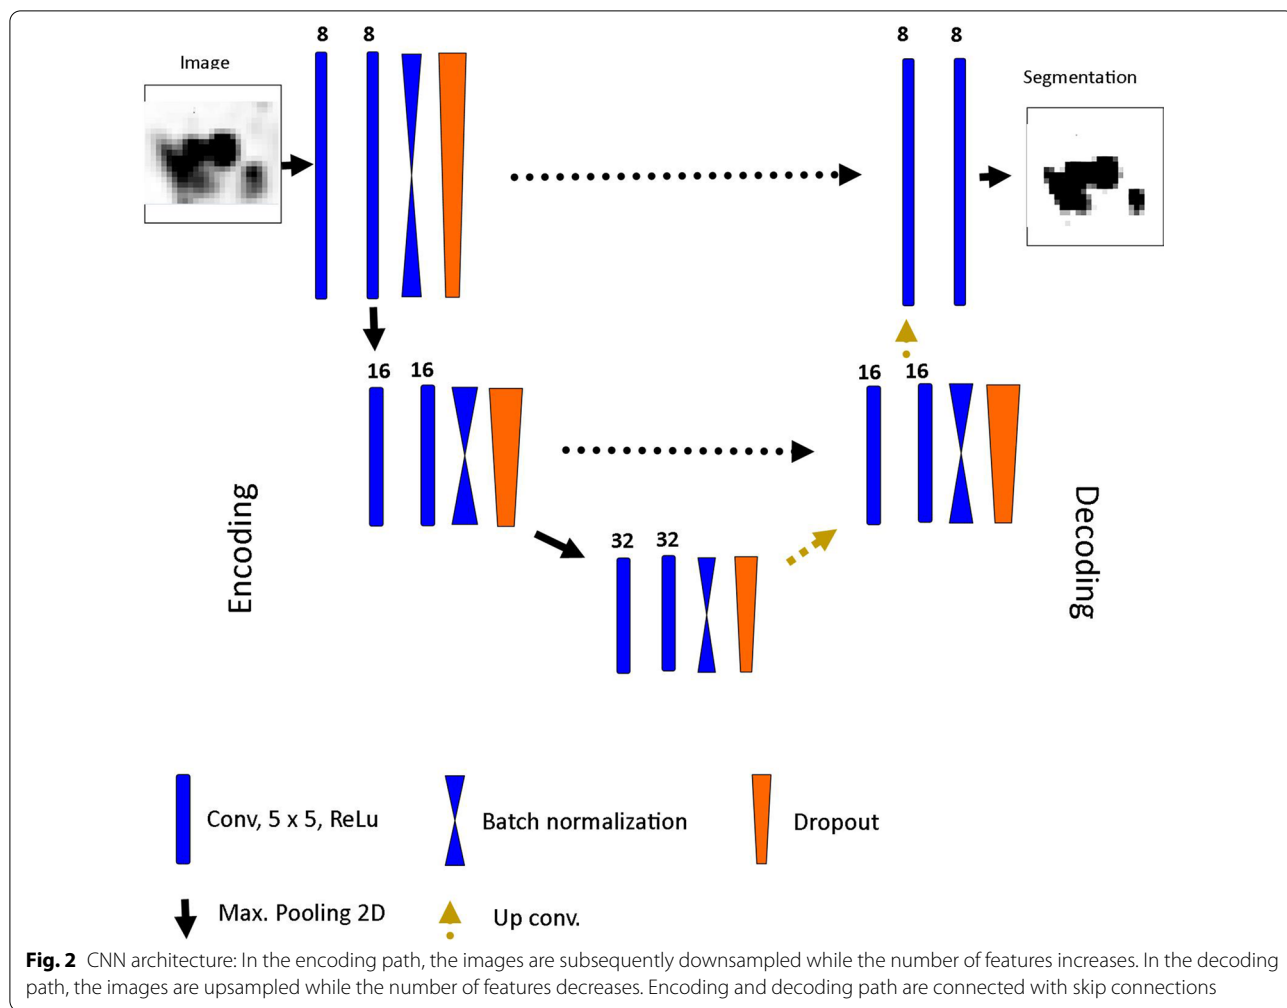 8 8 8 8
Image
Segmentation
16 16 16 16
Encoding
Decoding
32 32
Conv, 5 x 5, ReLu
Batch normalization
Dropout
Max. Pooling 2D
Up conv.
Fig. 2 CNN architecture: In the encoding path, the images are subsequently downsampled while the number of features increases. In the decoding
path, the images are upsampled while the number of features decreases. Encoding and decoding path are connected with skip connections